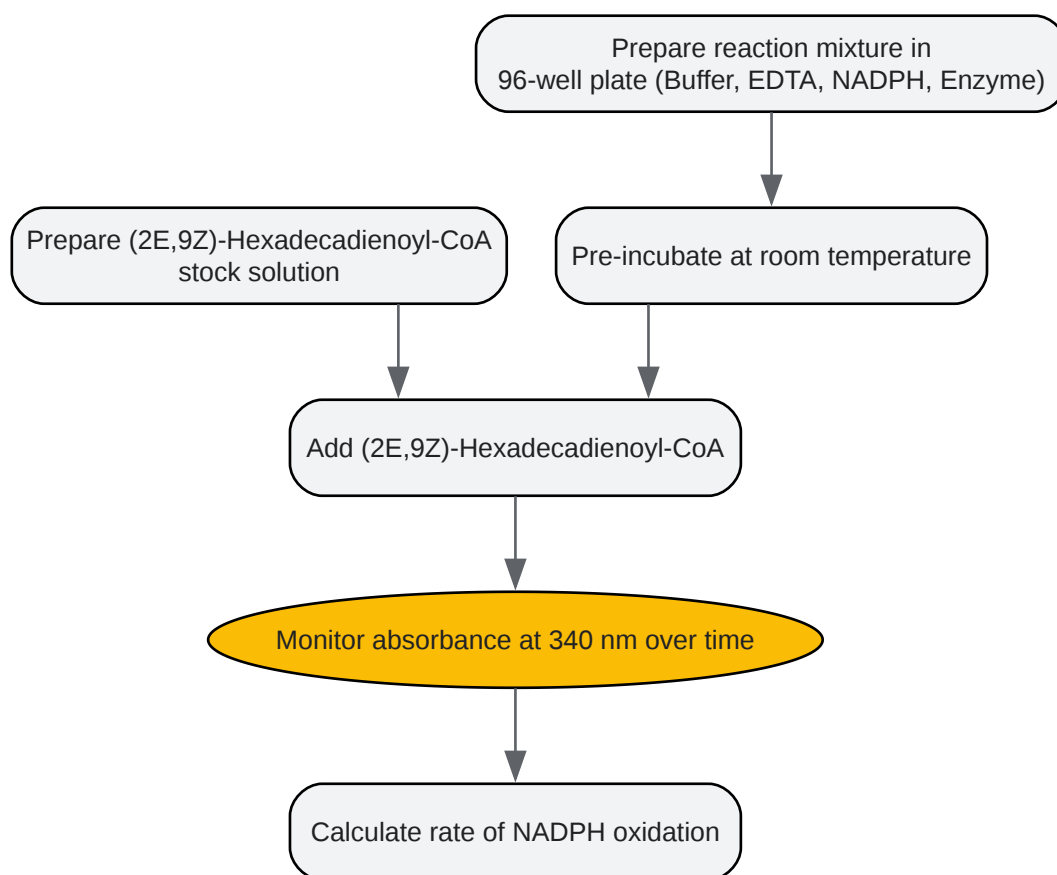 Prepare reaction mixture in
96-well plate (Buffer, EDTA, NADPH, Enzyme)
Prepare (2E,9Z)-Hexadecadienoyl-CoA
stock solution
Pre-incubate at room temperature
Add (2E,9Z)-Hexadecadienoyl-CoA
Monitor absorbance at 340 nm over time
Calculate rate of NADPH oxidation